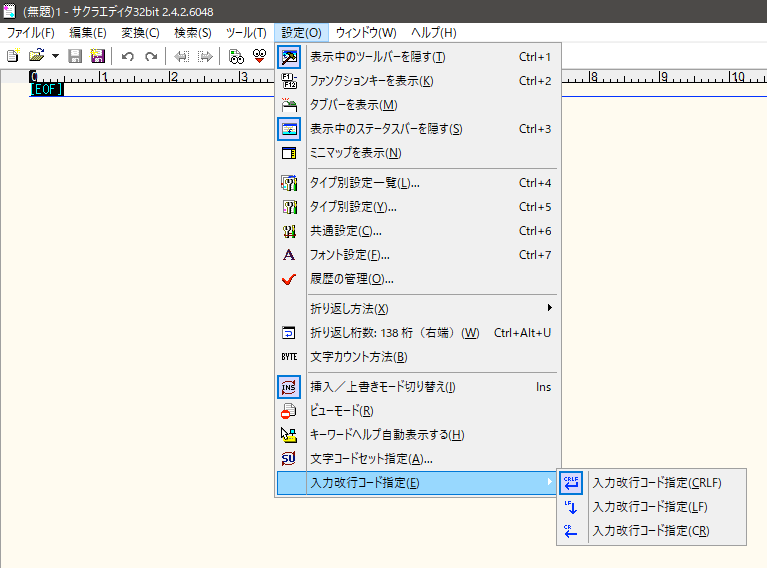 (無題)1 - サクラエディタ32bit 2.4.2.6048
ファイル(F) 編集(E) 変換(C) 検索(S) ツール(T) 設定(O) ウィンドウ(W) ヘルプ(H)
0 1 2 3 8 9 10
[EOF]
表示中のツールバーを隠す(T) Ctrl+1
F1-F12 ファンクションキーを表示(K) Ctrl+2
タブバーを表示(M)
表示中のステータスバーを隠す(S) Ctrl+3
ミニマップを表示(N)
タイプ別設定一覧(L)... Ctrl+4
タイプ別設定(Y)... Ctrl+5
共通設定(C)... Ctrl+6
A フォント設定(F)... Ctrl+7
履歴の管理(O)...
折り返し方法(X)
折り返し桁数: 138 桁（右端）(W) Ctrl+Alt+U
BYTE 文字カウント方法(B)
INS 挿入／上書きモード切り替え(I) Ins
ビューモード(R)
キーワードヘルプ自動表示する(H)
SU 文字コードセット指定(A)...
入力改行コード指定(E)
CRLF 入力改行コード指定(CRLF)
LF 入力改行コード指定(LF)
CR 入力改行コード指定(CR)